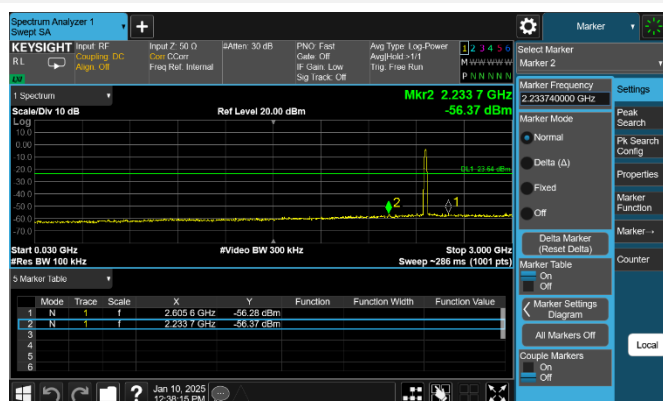 Spectrum Analyzer 1
Swept SA
Marker
KEYSIGHT
Input: RF
Input Z: 50 Ω
#Atten: 30 dB
PNO: Fast
Avg Type: Log-Power
1 2 3 4 5 6
Select Marker
RL
Coupling: DC
Corr CCorr
Gate: Off
Avg|Hold:>1/1
M W W W W W
Marker 2
Align: Off
Freq Ref: Internal
IF Gain: Low
Trig: Free Run
Sig Track: Off
P N N N N N
1 Spectrum
Mkr2 2.233 7 GHz
Marker Frequency
2.233740000 GHz
Settings
Scale/Div 10 dB
Ref Level 20.00 dBm
-56.37 dBm
Peak Search
Log
Marker Mode
10.0
0.00
Normal
Pk Search Config
-10.0
-20.0
DL1 -23.64 dBm
Delta (Δ)
Properties
-30.0
-40.0
Fixed
Marker Function
-50.0
2
1
-60.0
Off
-70.0
Marker→
Start 0.030 GHz
#Video BW 300 kHz
Stop 3.000 GHz
Delta Marker
(Reset Delta)
#Res BW 100 kHz
Sweep ~286 ms (1001 pts)
Counter
5 Marker Table
Marker Table
On
Off
Mode Trace Scale X Y Function Function Width Function Value
1 N 1 f 2.605 6 GHz -56.28 dBm
Marker Settings
Diagram
2 N 1 f 2.233 7 GHz -56.37 dBm
3
All Markers Off
4
5
6
Local
Couple Markers
On
Off
Jan 10, 2025
12:38:15 PM